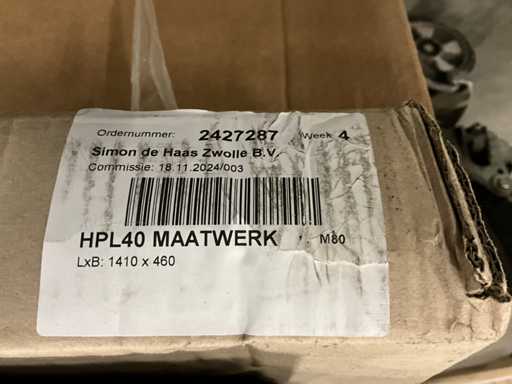 Ordernummer: 2427287 Week 4
Simon de Haas Zwolle B.V.
Commissie: 18.11.2024/003
HPL40 MAATWERK M80
LxB: 1410 x 460